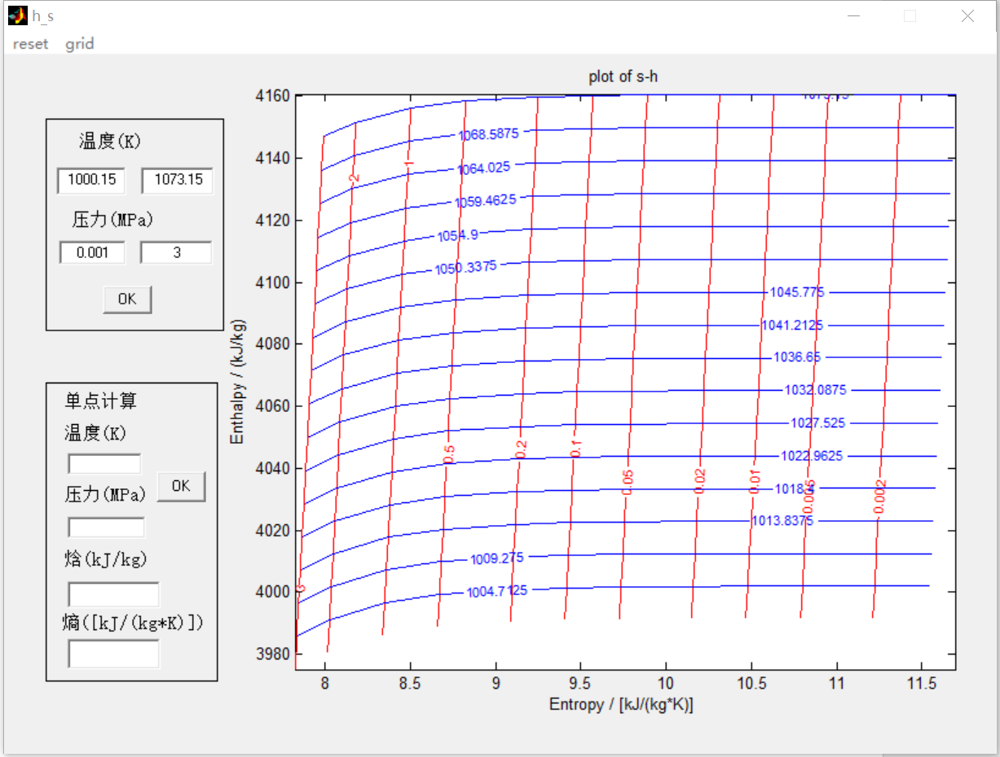 h_s
reset grid
温度(K)
1000.15 1073.15
压力(MPa)
0.001 3
OK
单点计算
温度(K)
OK
压力(MPa)
焓(kJ/kg)
熵([kJ/(kg*K)])
plot of s-h
Enthalpy / (kJ/kg)
4160
4140
4120
4100
4080
4060
4040
4020
4000
3980
1073.15
1068.5875
1064.025
1059.4625
1054.9
1050.3375
1045.775
1041.2125
1036.65
1032.0875
1027.525
1022.9625
1018.4
1013.8375
1009.275
1004.7125
3
2
1
0.5
0.2
0.1
0.05
0.02
0.01
0.005
0.002
8 8.5 9 9.5 10 10.5 11 11.5
Entropy / [kJ/(kg*K)]